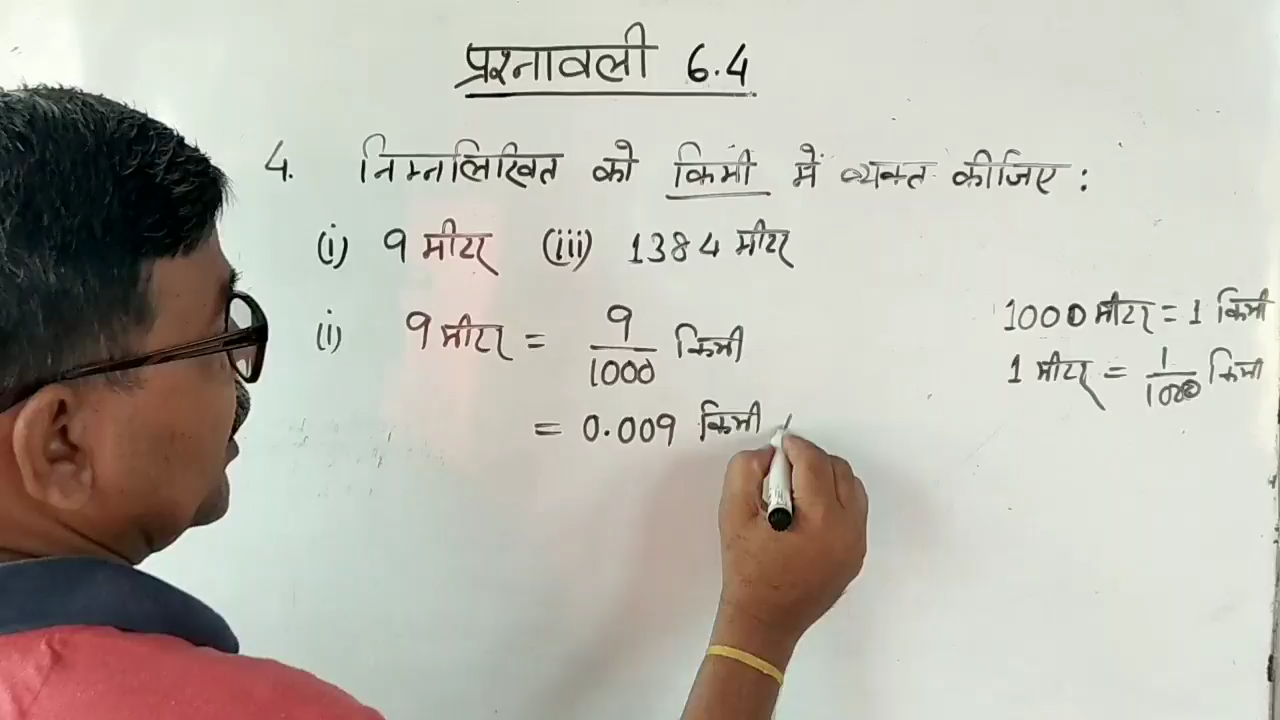 प्रश्नावली 6.4
4. निम्नलिखित को किमी में व्यक्त कीजिए :
(i) 9 मीटर (iii) 1384 मीटर
(i) 9 मीटर = 9/1000 किमी
= 0.009 किमी
1000 मीटर = 1 किमी
1 मीटर = 1/1000 किमी